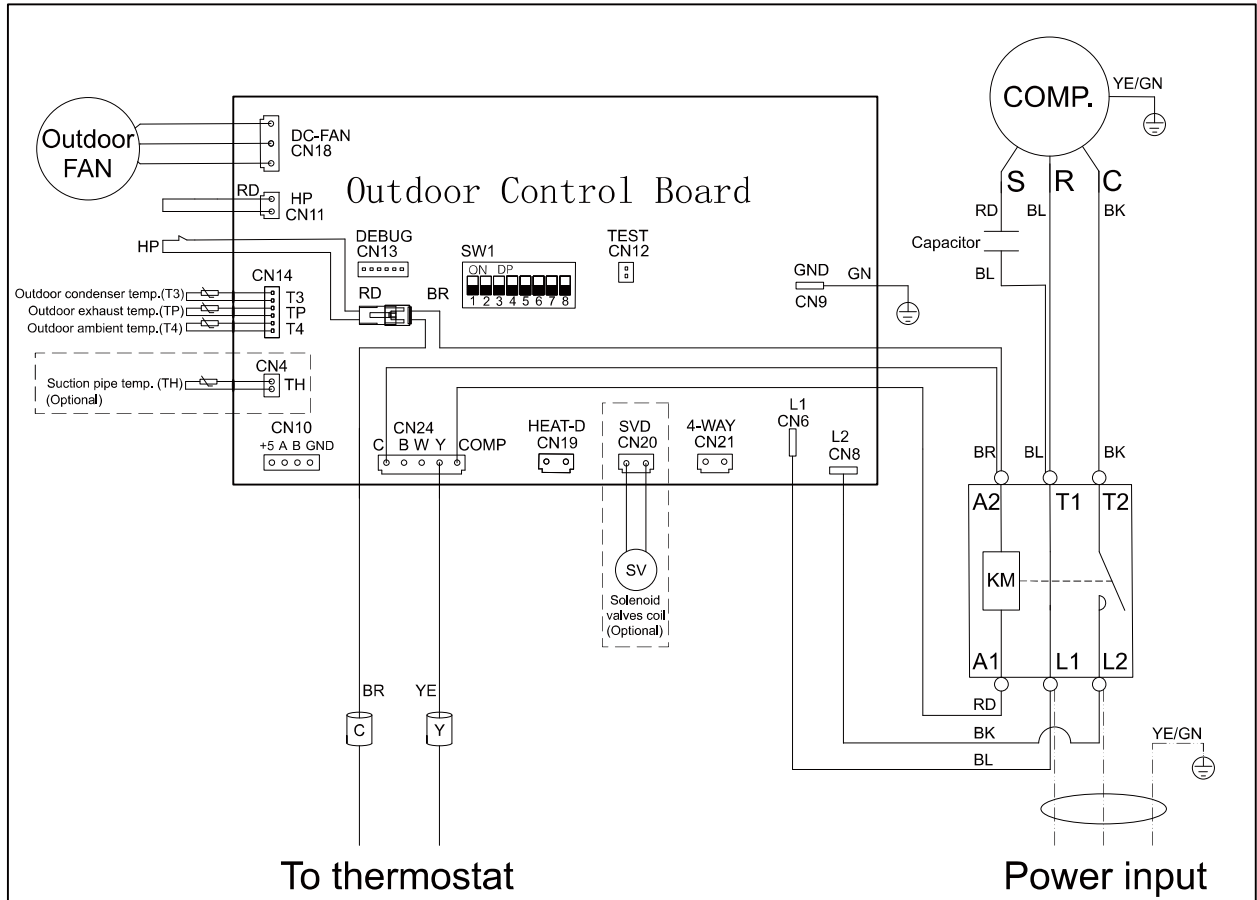 Outdoor
FAN
DC-FAN
CN18
RD
HP
CN11
Outdoor Control Board
COMP.
YE/GN
S R C
RD BL BK
Capacitor
BL
HP
DEBUG
CN13
SW1
ON DP
1 2 3 4 5 6 7 8
TEST
CN12
GND
CN9
GN
CN14
Outdoor condenser temp.(T3)
T3
Outdoor exhaust temp.(TP)
TP
Outdoor ambient temp.(T4)
T4
RD
BR
CN4
Suction pipe temp. (TH)
(Optional)
TH
CN10
+5 A B GND
CN24
C B W Y COMP
HEAT-D
CN19
SVD
CN20
4-WAY
CN21
L1
CN6
L2
CN8
BR BL BK
A2 T1 T2
KM
A1 L1 L2
SV
Solenoid
valves coil
(Optional)
RD
BK
BL
YE/GN
BR YE
C Y
To thermostat
Power input